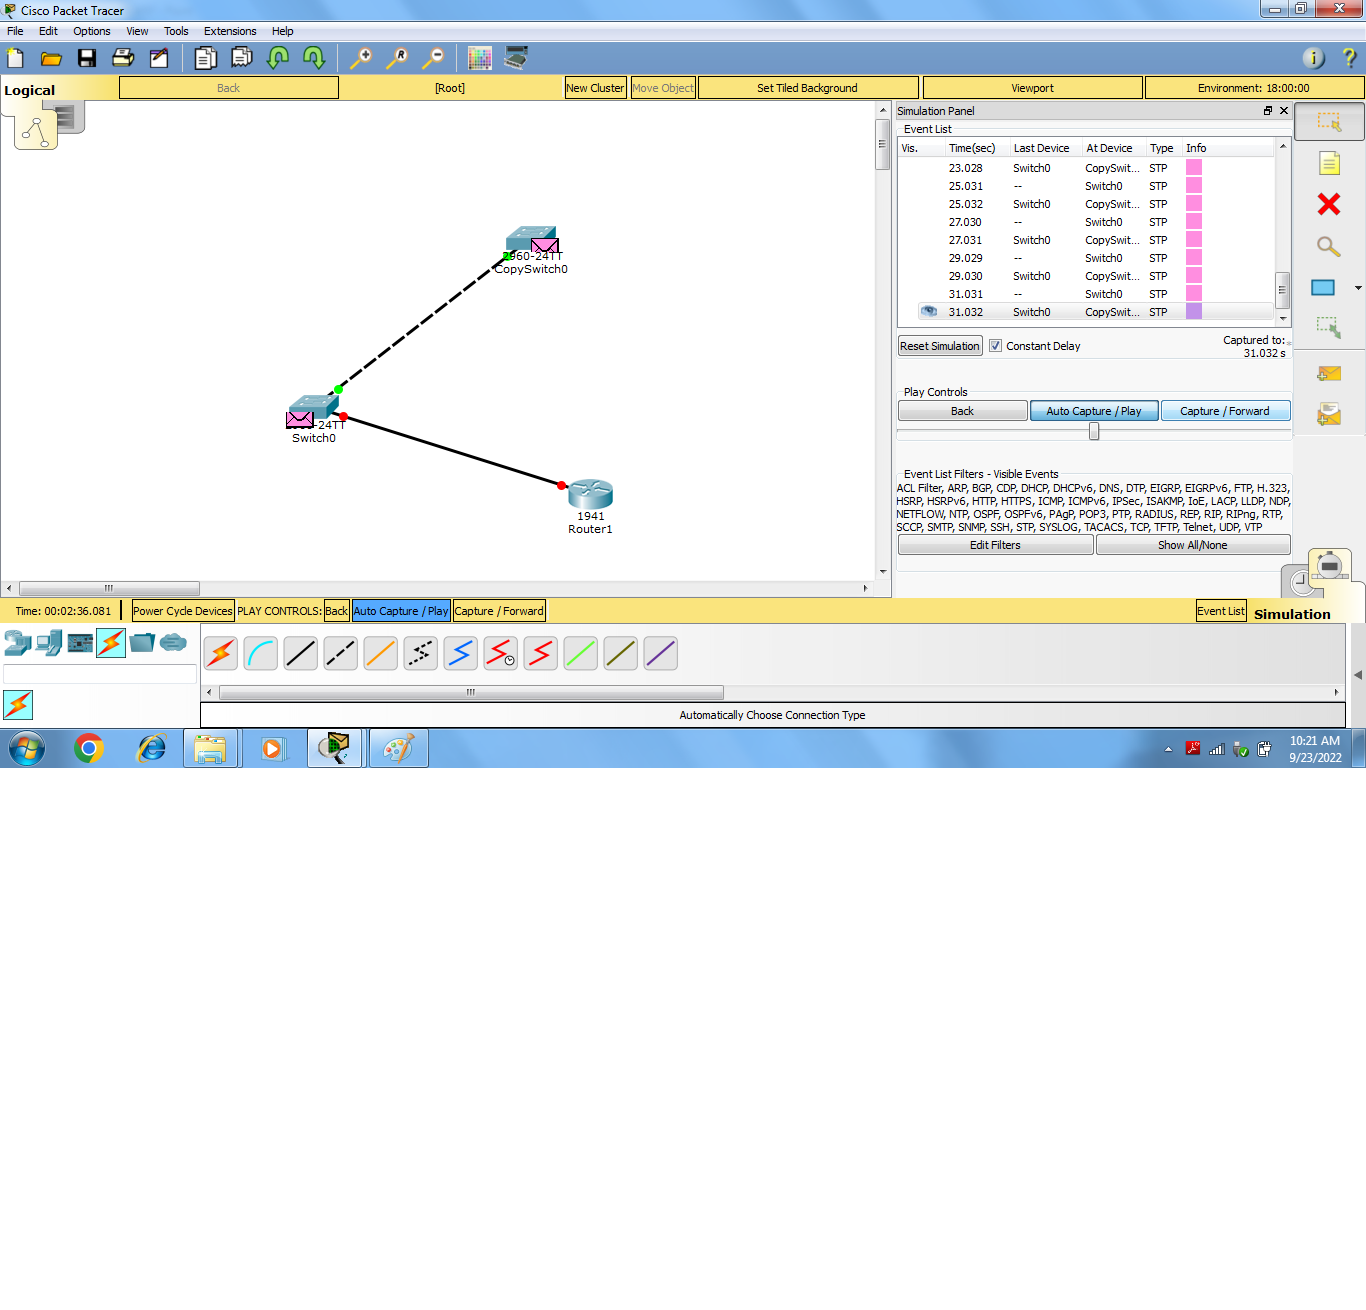 Cisco Packet Tracer
File Edit Options View Tools Extensions Help
Logical
Back
[Root]
New Cluster
Move Object
Set Tiled Background
Viewport
Environment: 18:00:00
2960-24TT
CopySwitch0
-24TT
Switch0
1941
Router1
Simulation Panel
Event List
Vis. Time(sec) Last Device At Device Type Info
23.028 Switch0 CopySwit... STP
25.031 -- Switch0 STP
25.032 Switch0 CopySwit... STP
27.030 -- Switch0 STP
27.031 Switch0 CopySwit... STP
29.029 -- Switch0 STP
29.030 Switch0 CopySwit... STP
31.031 -- Switch0 STP
31.032 Switch0 CopySwit... STP
Reset Simulation
Constant Delay
Captured to:*
31.032 s
Play Controls
Back
Auto Capture / Play
Capture / Forward
Event List Filters - Visible Events
ACL Filter, ARP, BGP, CDP, DHCP, DHCPv6, DNS, DTP, EIGRP, EIGRPv6, FTP, H.323,
HSRP, HSRPv6, HTTP, HTTPS, ICMP, ICMPv6, IPSec, ISAKMP, IoE, LACP, LLDP, NDP,
NETFLOW, NTP, OSPF, OSPFv6, PAgP, POP3, PTP, RADIUS, REP, RIP, RIPng, RTP,
SCCP, SMTP, SNMP, SSH, STP, SYSLOG, TACACS, TCP, TFTP, Telnet, UDP, VTP
Edit Filters
Show All/None
Time: 00:02:36.081
Power Cycle Devices
PLAY CONTROLS:
Back
Auto Capture / Play
Capture / Forward
Event List
Simulation
Automatically Choose Connection Type
10:21 AM
9/23/2022